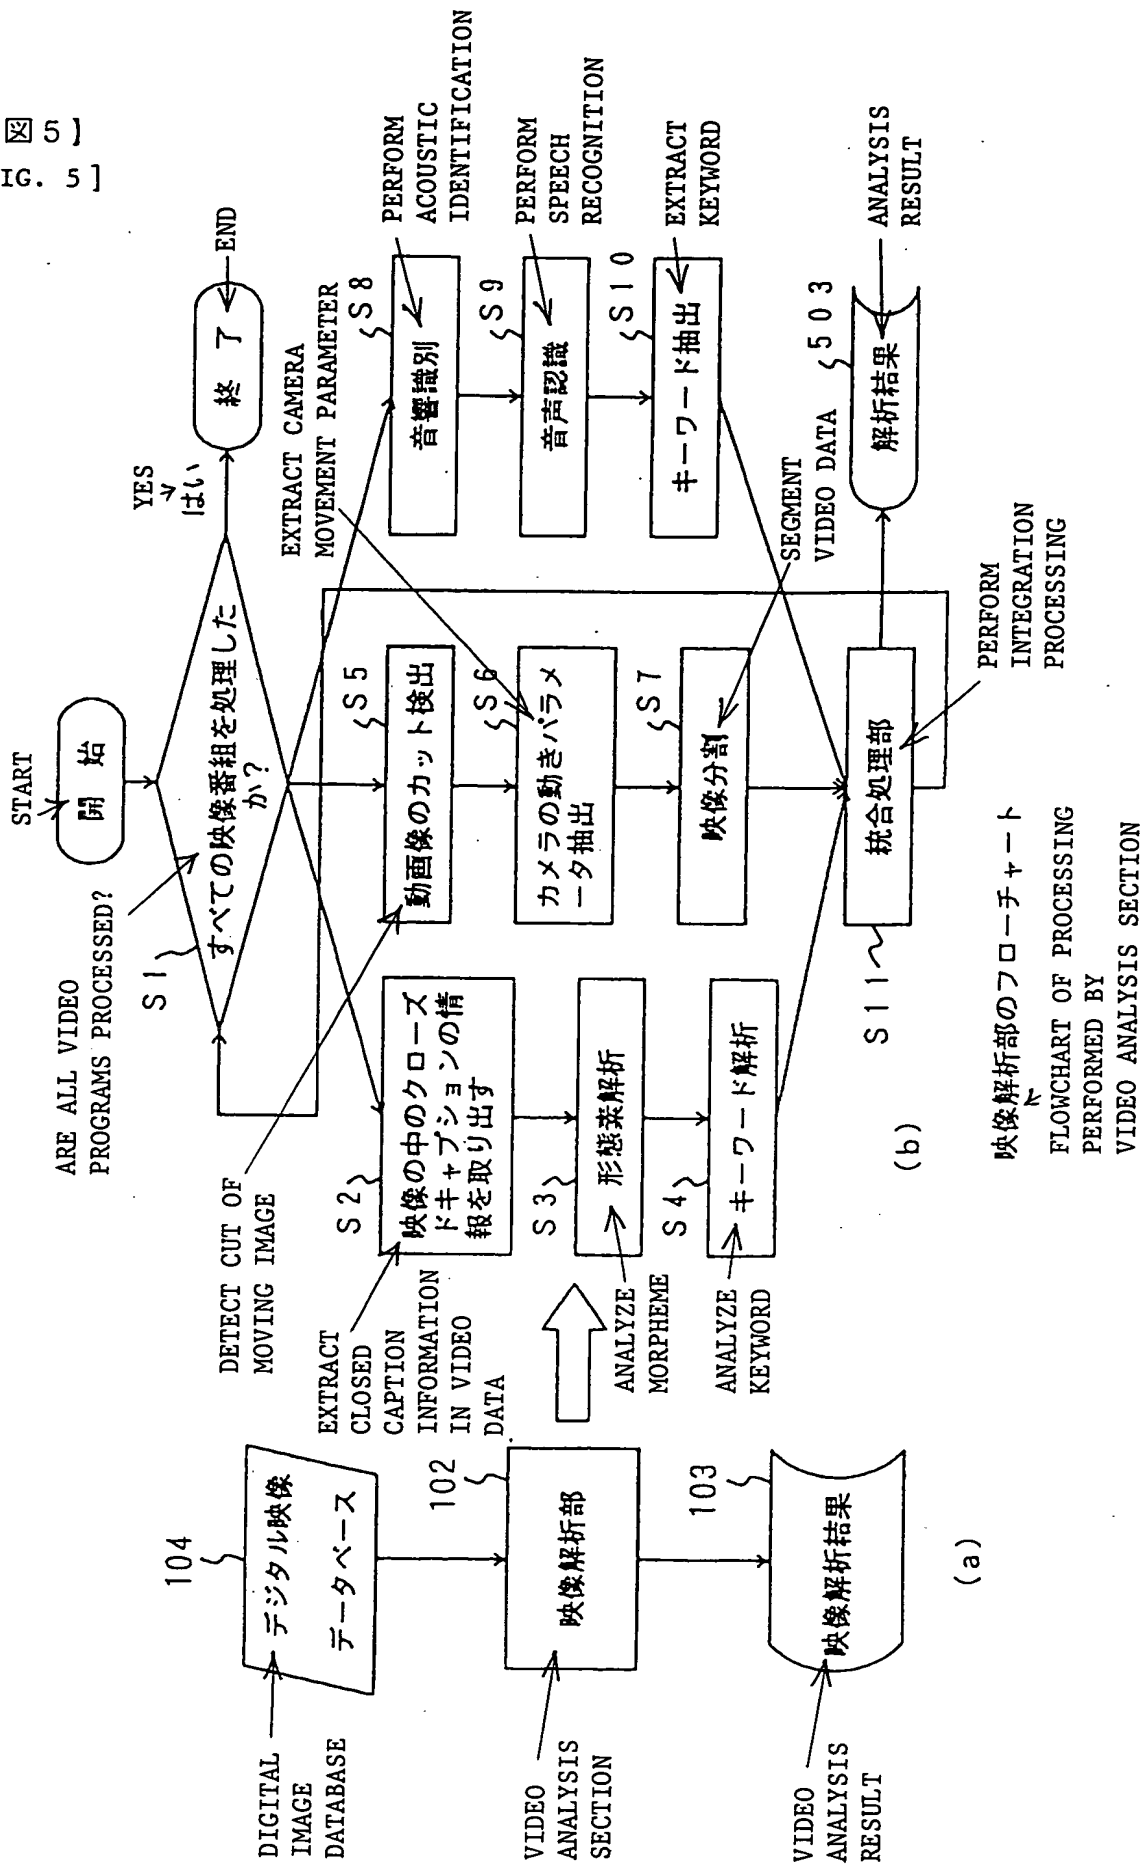 図5】
IG. 5]
START
開 始
ARE ALL VIDEO
PROGRAMS PROCESSED?
S1
すべての映像番組を処理した
か?
YES
はい
終 了
END
DETECT CUT OF
MOVING IMAGE
EXTRACT CAMERA
MOVEMENT PARAMETER
EXTRACT
CLOSED
CAPTION
INFORMATION
IN VIDEO
DATA
S2
映像の中のクローズ
ドキャプションの情
報を取り出す
S3
形態素解析
ANALYZE
MORPHEME
S4
キーワード解析
ANALYZE
KEYWORD
S5
動画像のカット検出
S6
カメラの動きパラメ
ータ抽出
S7
映像分割
SEGMENT
VIDEO DATA
S8
音響識別
PERFORM
ACOUSTIC
IDENTIFICATION
S9
音声認識
PERFORM
SPEECH
RECOGNITION
S10
キーワード抽出
EXTRACT
KEYWORD
S11
統合処理部
PERFORM
INTEGRATION
PROCESSING
503
解析結果
ANALYSIS
RESULT
(b)
映像解析部のフローチャート
FLOWCHART OF PROCESSING
PERFORMED BY
VIDEO ANALYSIS SECTION
104
デジタル映像
データベース
DIGITAL
IMAGE
DATABASE
102
映像解析部
VIDEO
ANALYSIS
SECTION
103
映像解析結果
VIDEO
ANALYSIS
RESULT
(a)